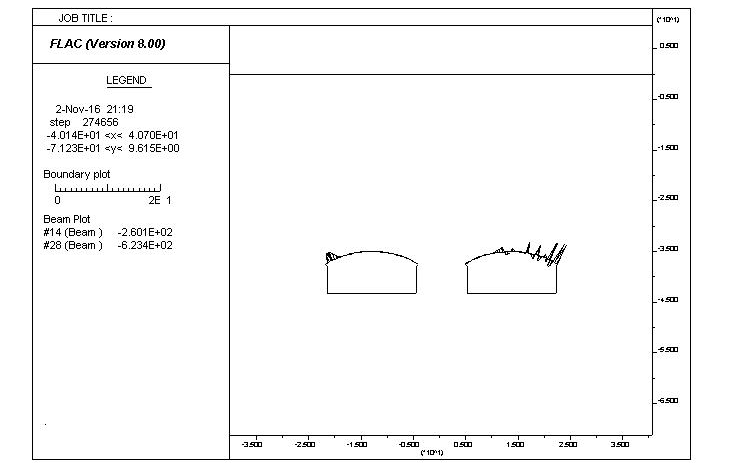 JOB TITLE :
FLAC (Version 8.00)
LEGEND
2-Nov-16 21:19
step 274656
-4.014E+01 <x< 4.070E+01
-7.123E+01 <y< 9.615E+00
Boundary plot
0 2E 1
Beam Plot
#14 (Beam ) -2.601E+02
#28 (Beam ) -6.234E+02
(*10^1)
0.500
-0.500
-1.500
-2.500
-3.500
-4.500
-5.500
-6.500
-3.500 -2.500 -1.500 -0.500 0.500 1.500 2.500 3.500
(*10^1)